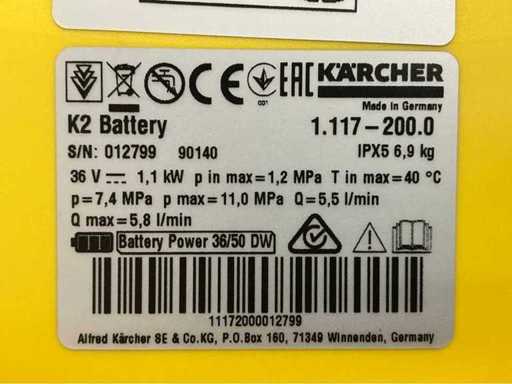 CE EAC KÄRCHER
001
Made in Germany
K2 Battery 1.117-200.0
S/N: 012799 90140 IPX5 6,9 kg
36 V 1,1 kW p in max=1,2 MPa T in max=40 °C
p=7,4 MPa p max=11,0 MPa Q=5,5 l/min
Q max=5,8 l/min
Battery Power 36/50 DW
11172000012799
Alfred Kärcher SE & Co.KG, P.O.Box 160, 71349 Winnenden, Germany